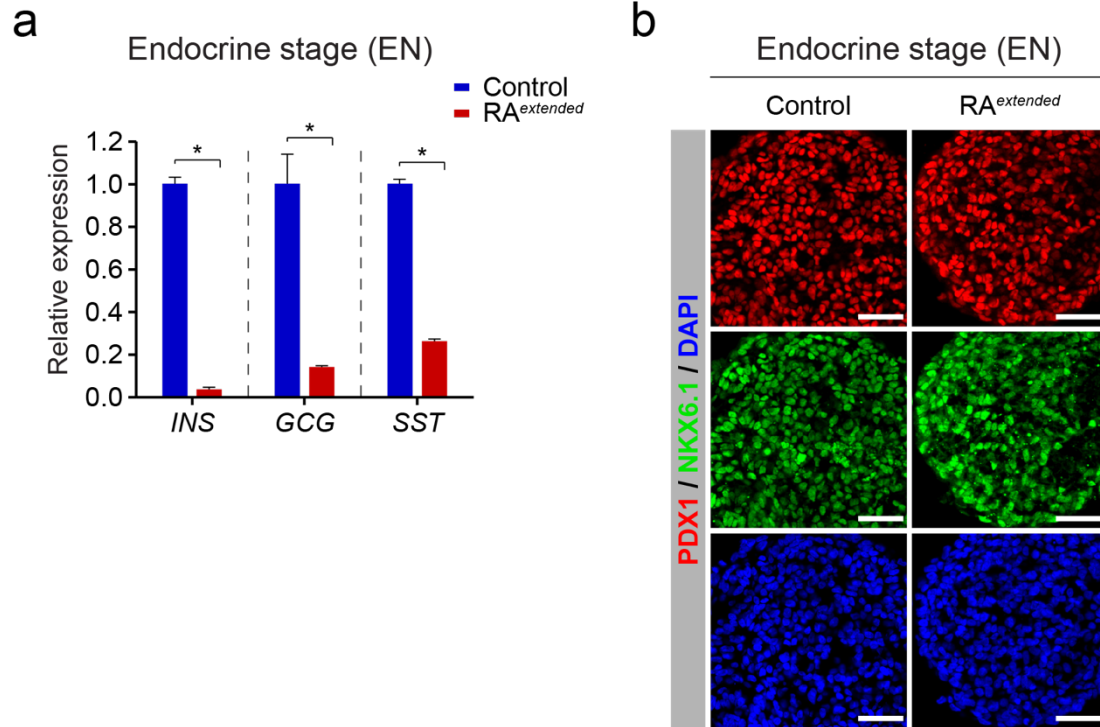 a
Endocrine stage (EN)
Control
RAextended
Relative expression
1.2
1.0
0.8
0.6
0.4
0.2
0.0
*
*
*
INS
GCG
SST
b
Endocrine stage (EN)
Control
RAextended
PDX1 / NKX6.1 / DAPI